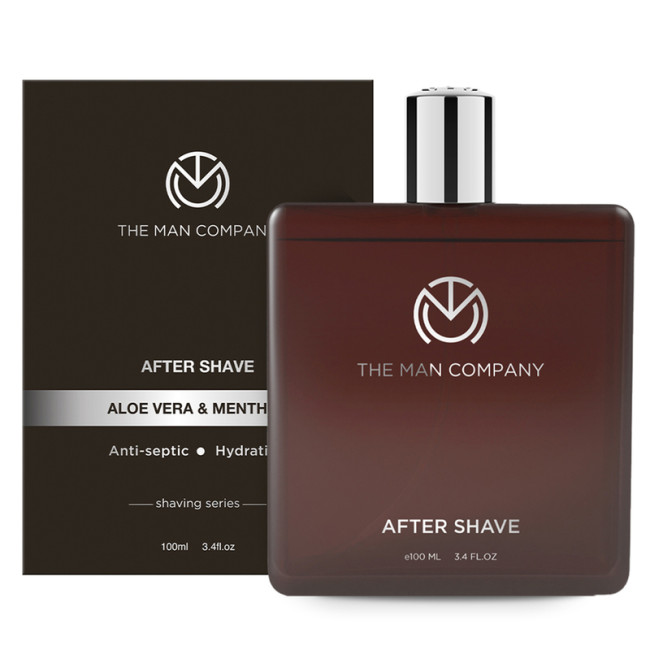 THE MAN COMPAN
AFTER SHAVE
ALOE VERA & MENTH
Anti-septic ● Hydrati
shaving series
100ml 3.4fl.oz
THE MAN COMPANY
AFTER SHAVE
e100 ML 3.4 FL.OZ